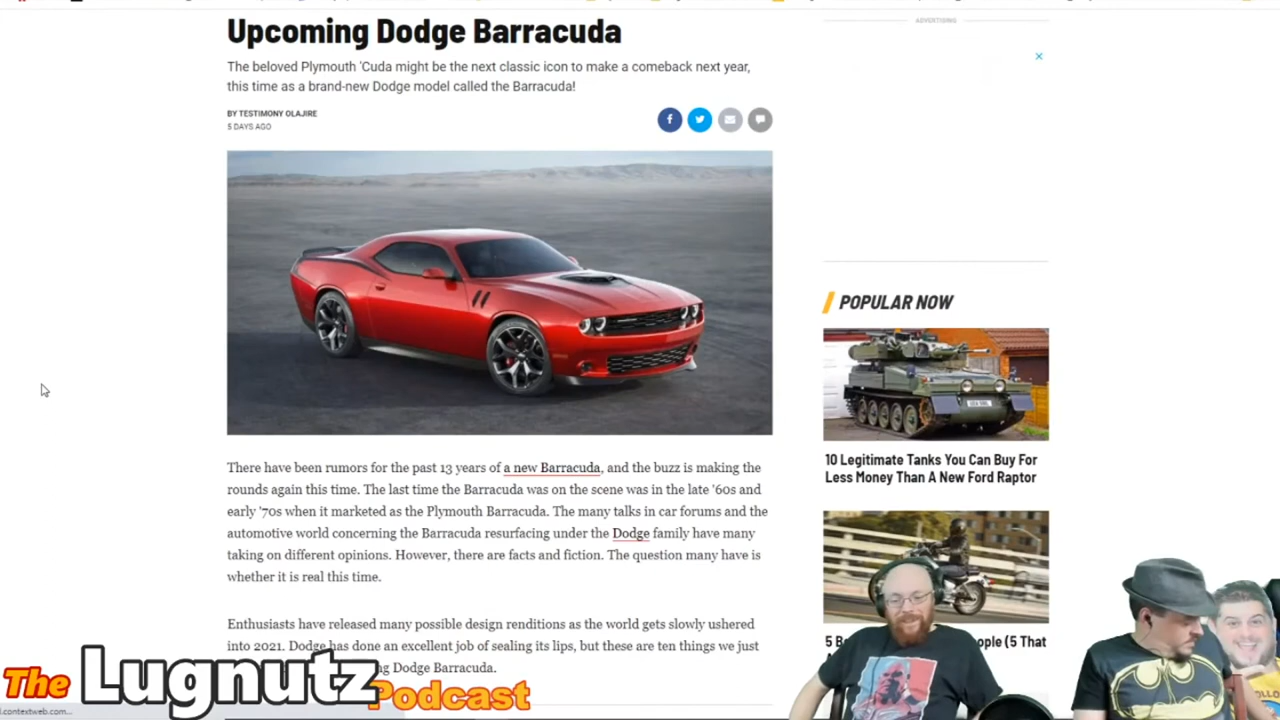 Upcoming Dodge Barracuda
The beloved Plymouth 'Cuda might be the next classic icon to make a comeback next year,
this time as a brand-new Dodge model called the Barracuda!
BY TESTIMONY OLAJIRE
5 DAYS AGO
There have been rumors for the past 13 years of a new Barracuda, and the buzz is making the
rounds again this time. The last time the Barracuda was on the scene was in the late '60s and
early '70s when it marketed as the Plymouth Barracuda. The many talks in car forums and the
automotive world concerning the Barracuda resurfacing under the Dodge family have many
taking on different opinions. However, there are facts and fiction. The question many have is
whether it is real this time.
Enthusiasts have released many possible design renditions as the world gets slowly ushered
into 2021. Dodge has done an excellent job of sealing its lips, but these are ten things we just
ng Dodge Barracuda.
ADVERTISING
POPULAR NOW
10 Legitimate Tanks You Can Buy For
Less Money Than A New Ford Raptor
5 B ople (5 That
The Lugnutz
Podcast
l.contextweb.com...